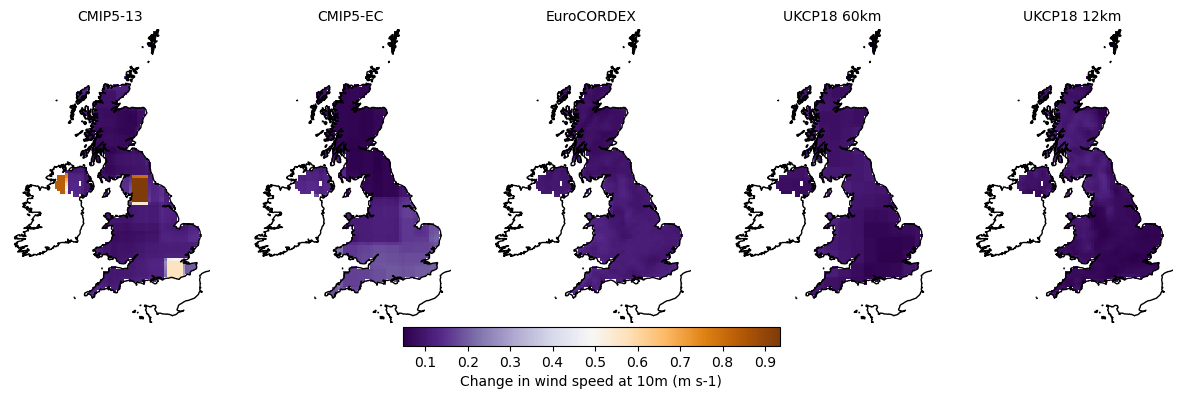 CMIP5-13 CMIP5-EC EuroCORDEX UKCP18 60km UKCP18 12km
0.1 0.2 0.3 0.4 0.5 0.6 0.7 0.8 0.9
Change in wind speed at 10m (m s-1)